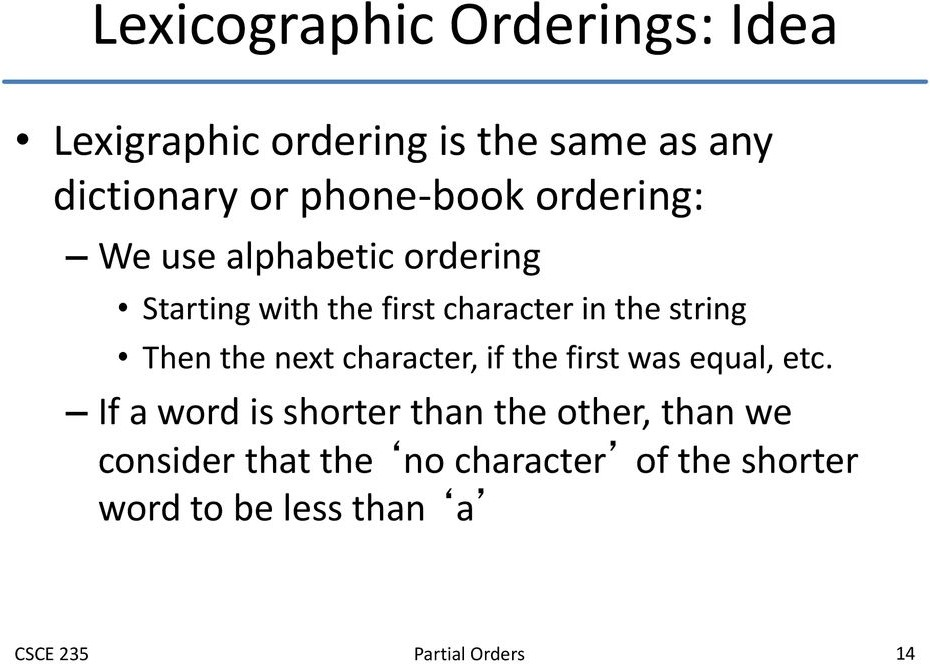 Lexicographic Orderings: Idea
• Lexigraphic ordering is the same as any
dictionary or phone-book ordering:
– We use alphabetic ordering
• Starting with the first character in the string
• Then the next character, if the first was equal, etc.
– If a word is shorter than the other, than we
consider that the ‘no character’ of the shorter
word to be less than ‘a’
CSCE 235
Partial Orders
14